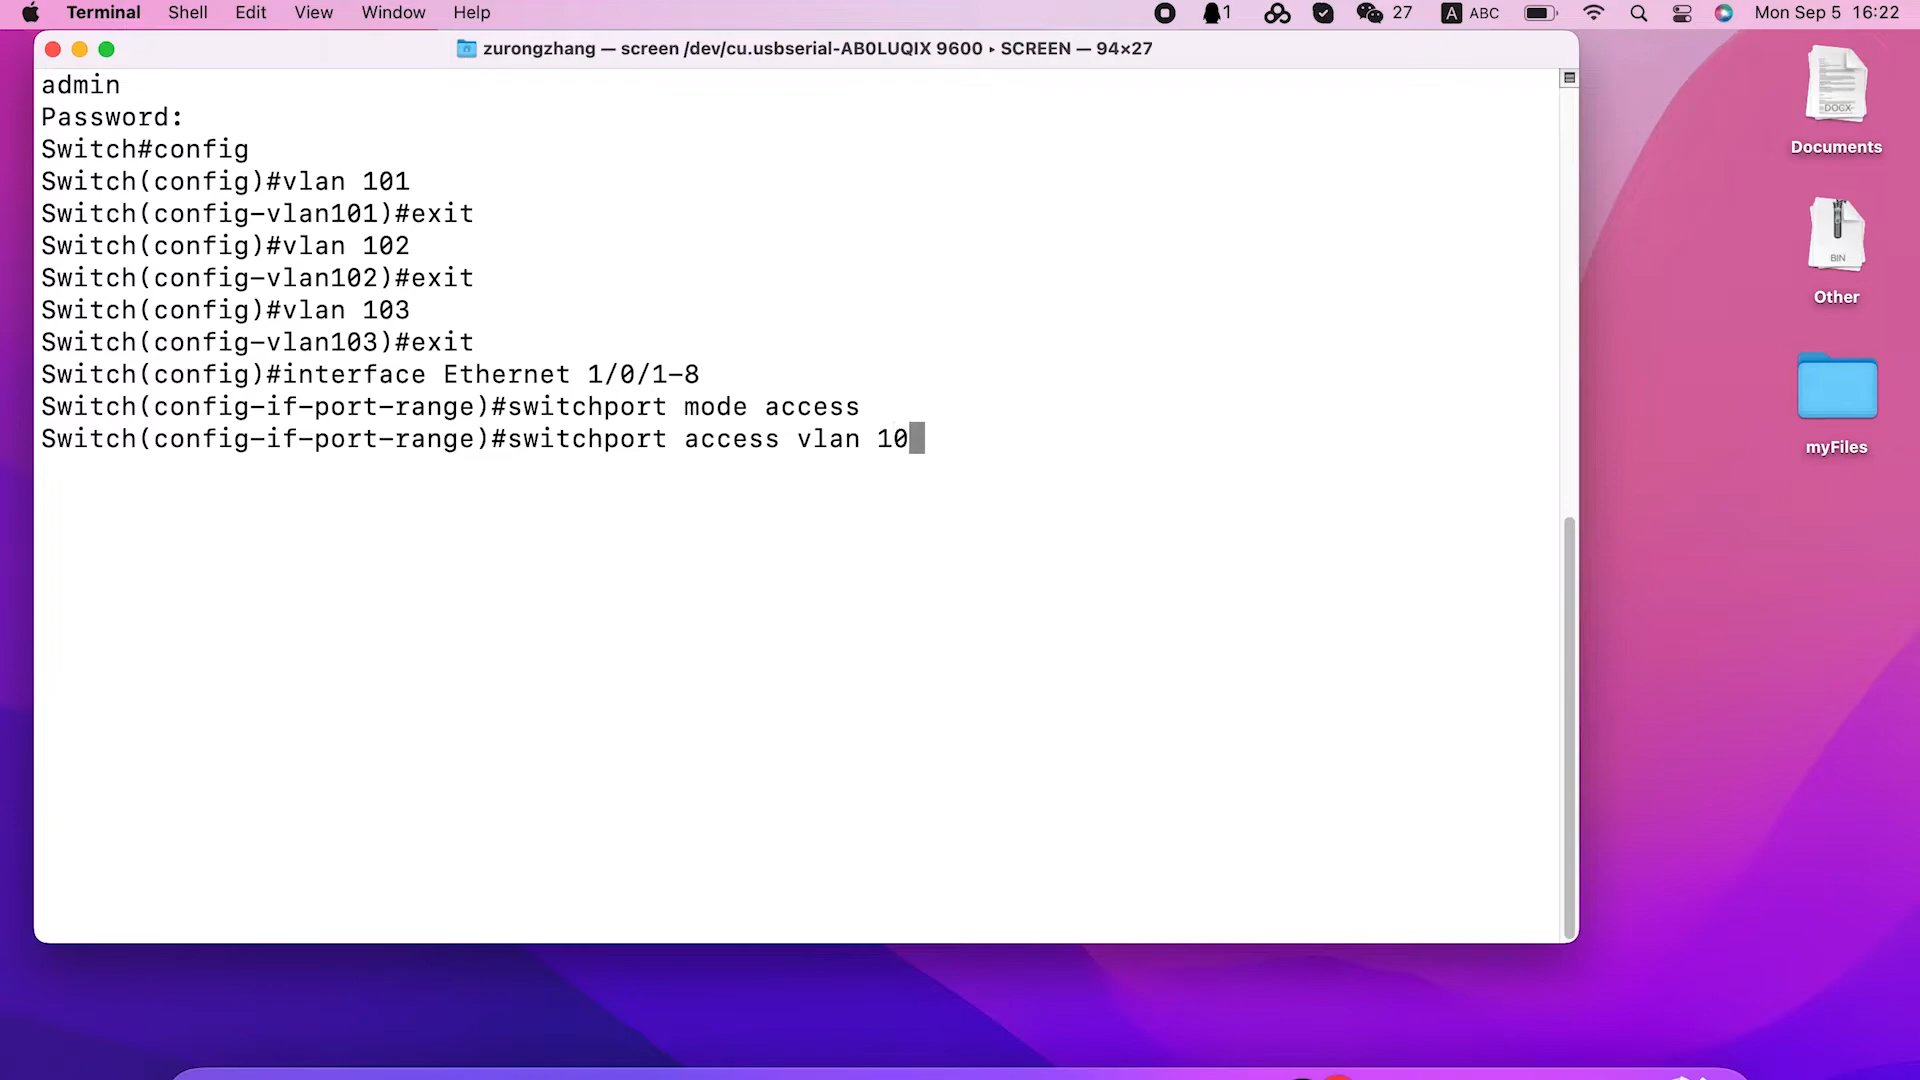 Terminal Shell Edit View Window Help 1 27 A ABC Mon Sep 5 16:22
zurongzhang — screen /dev/cu.usbserial-AB0LUQIX 9600 ▸ SCREEN — 94×27
admin
Password:
Switch#config
Switch(config)#vlan 101
Switch(config-vlan101)#exit
Switch(config)#vlan 102
Switch(config-vlan102)#exit
Switch(config)#vlan 103
Switch(config-vlan103)#exit
Switch(config)#interface Ethernet 1/0/1-8
Switch(config-if-port-range)#switchport mode access
Switch(config-if-port-range)#switchport access vlan 10
DOCX
Documents
BIN
Other
myFiles